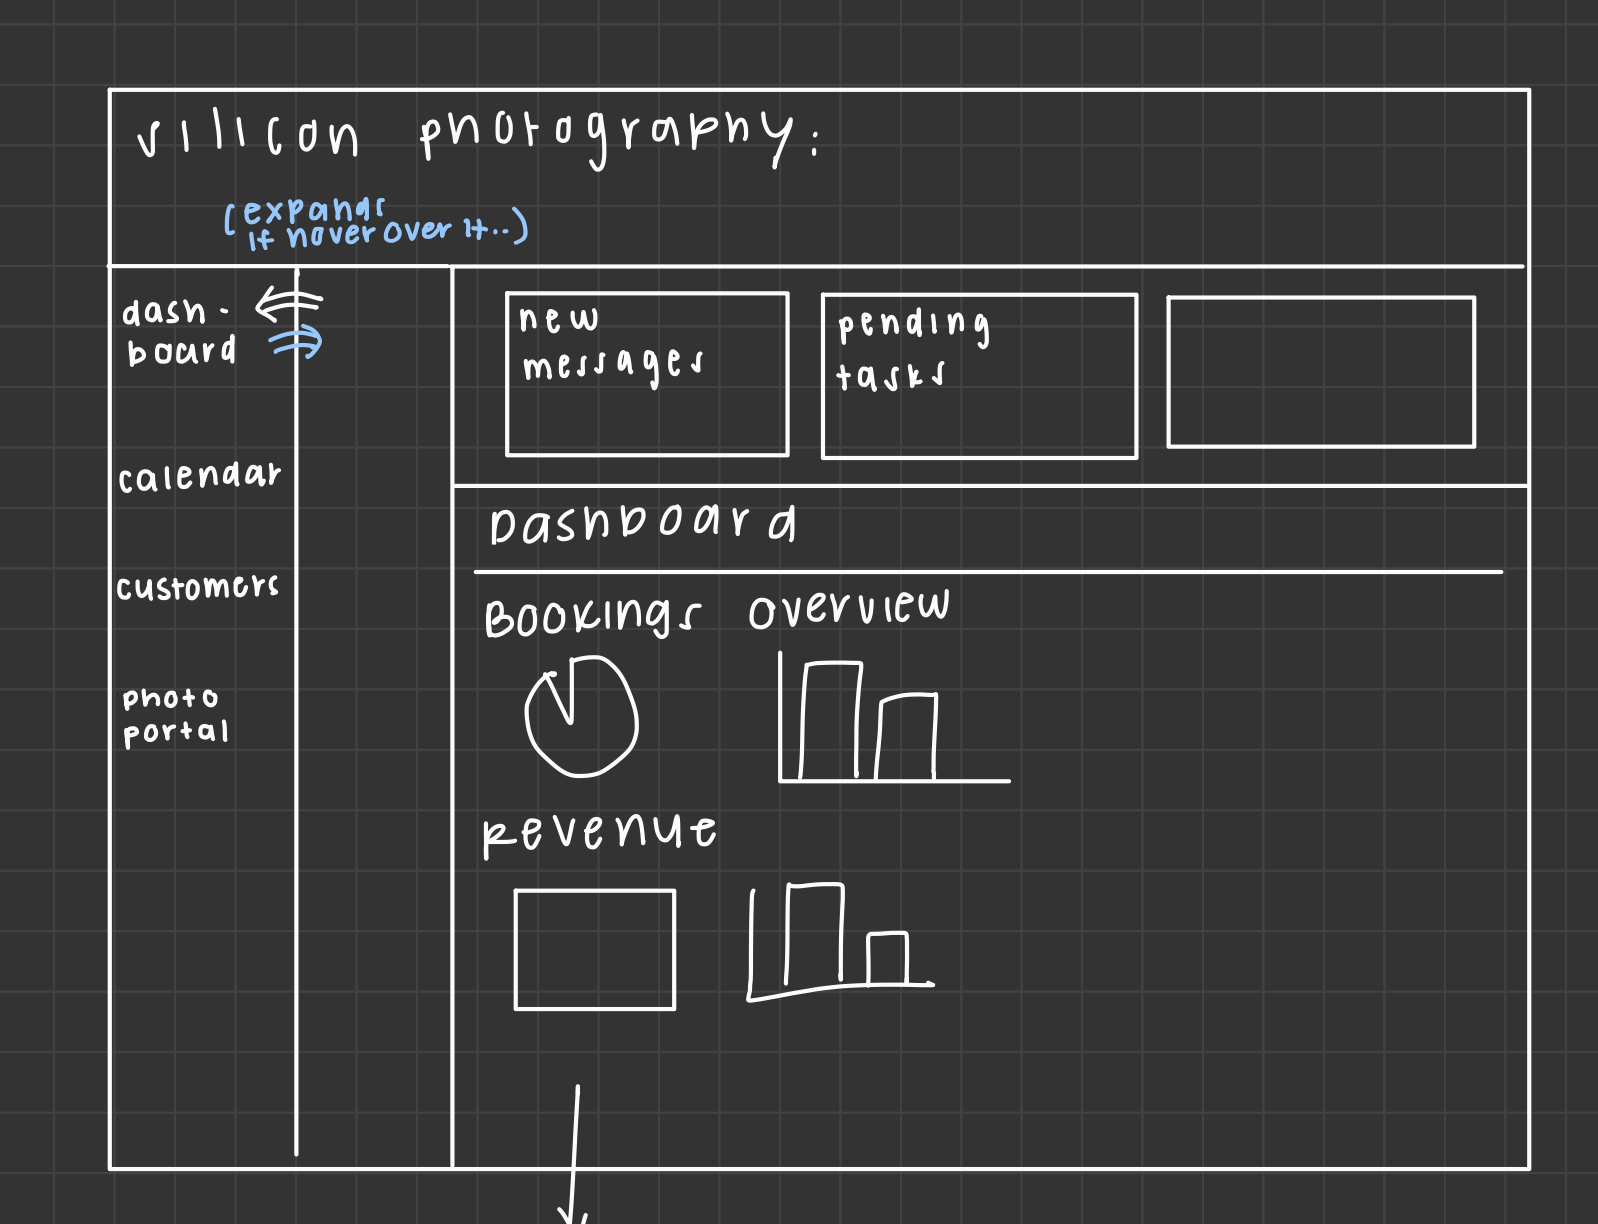 silicon photography:
(expands
if hover over it..)
dash-
board
calendar
customers
photo
portal
new
messages
pending
tasks
Dashboard
Bookings overview
Revenue